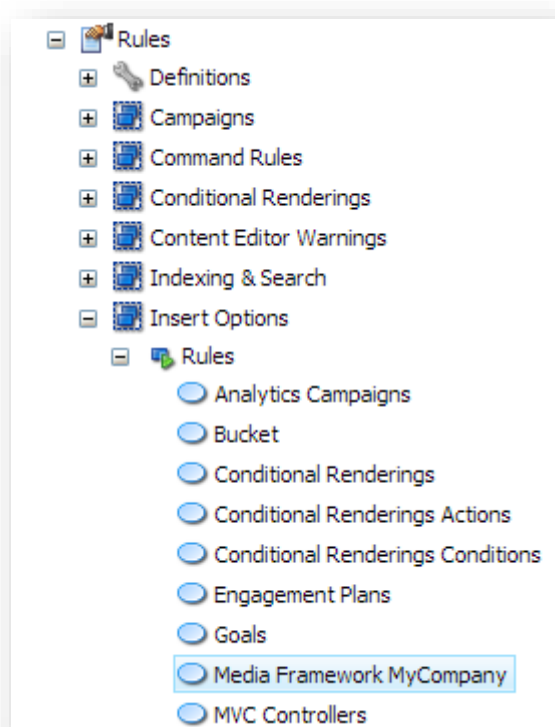 Rules
Definitions
Campaigns
Command Rules
Conditional Renderings
Content Editor Warnings
Indexing & Search
Insert Options
Rules
Analytics Campaigns
Bucket
Conditional Renderings
Conditional Renderings Actions
Conditional Renderings Conditions
Engagement Plans
Goals
Media Framework MyCompany
MVC Controllers